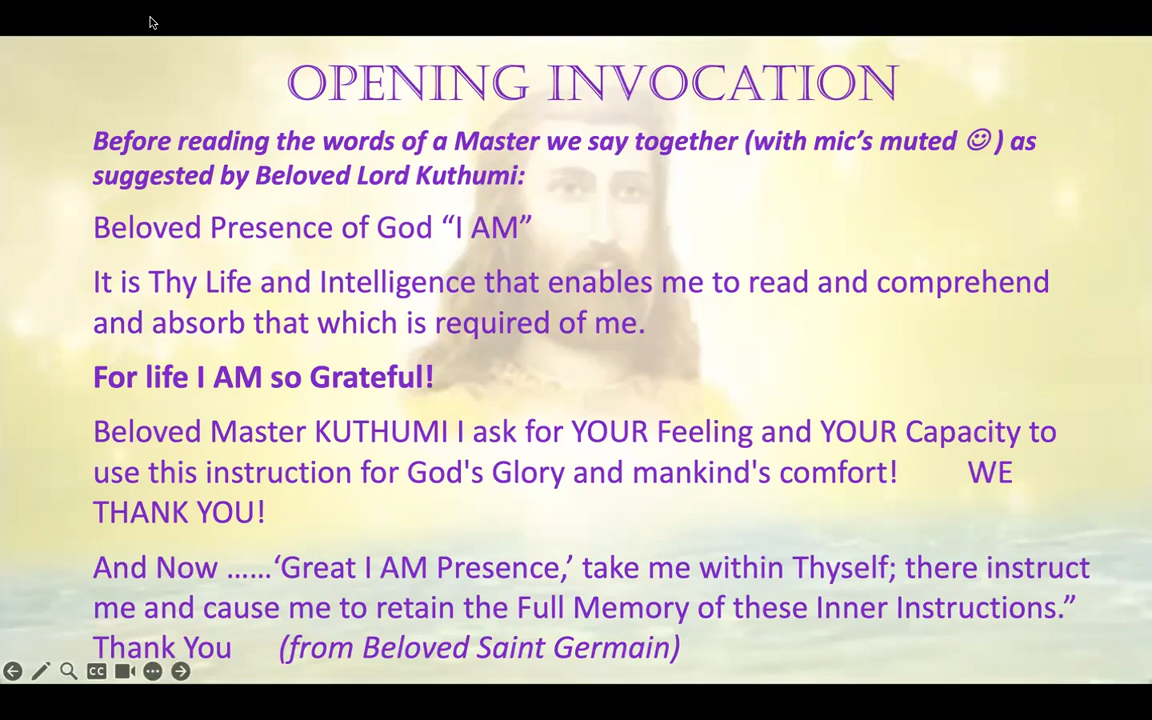 OPENING INVOCATION
Before reading the words of a Master we say together (with mic's muted ☺) as
suggested by Beloved Lord Kuthumi:
Beloved Presence of God “I AM”
It is Thy Life and Intelligence that enables me to read and comprehend
and absorb that which is required of me.
For life I AM so Grateful!
Beloved Master KUTHUMI I ask for YOUR Feeling and YOUR Capacity to
use this instruction for God's Glory and mankind's comfort! WE
THANK YOU!
And Now ......‘Great I AM Presence,’ take me within Thyself; there instruct
me and cause me to retain the Full Memory of these Inner Instructions.”
Thank You (from Beloved Saint Germain)
CC